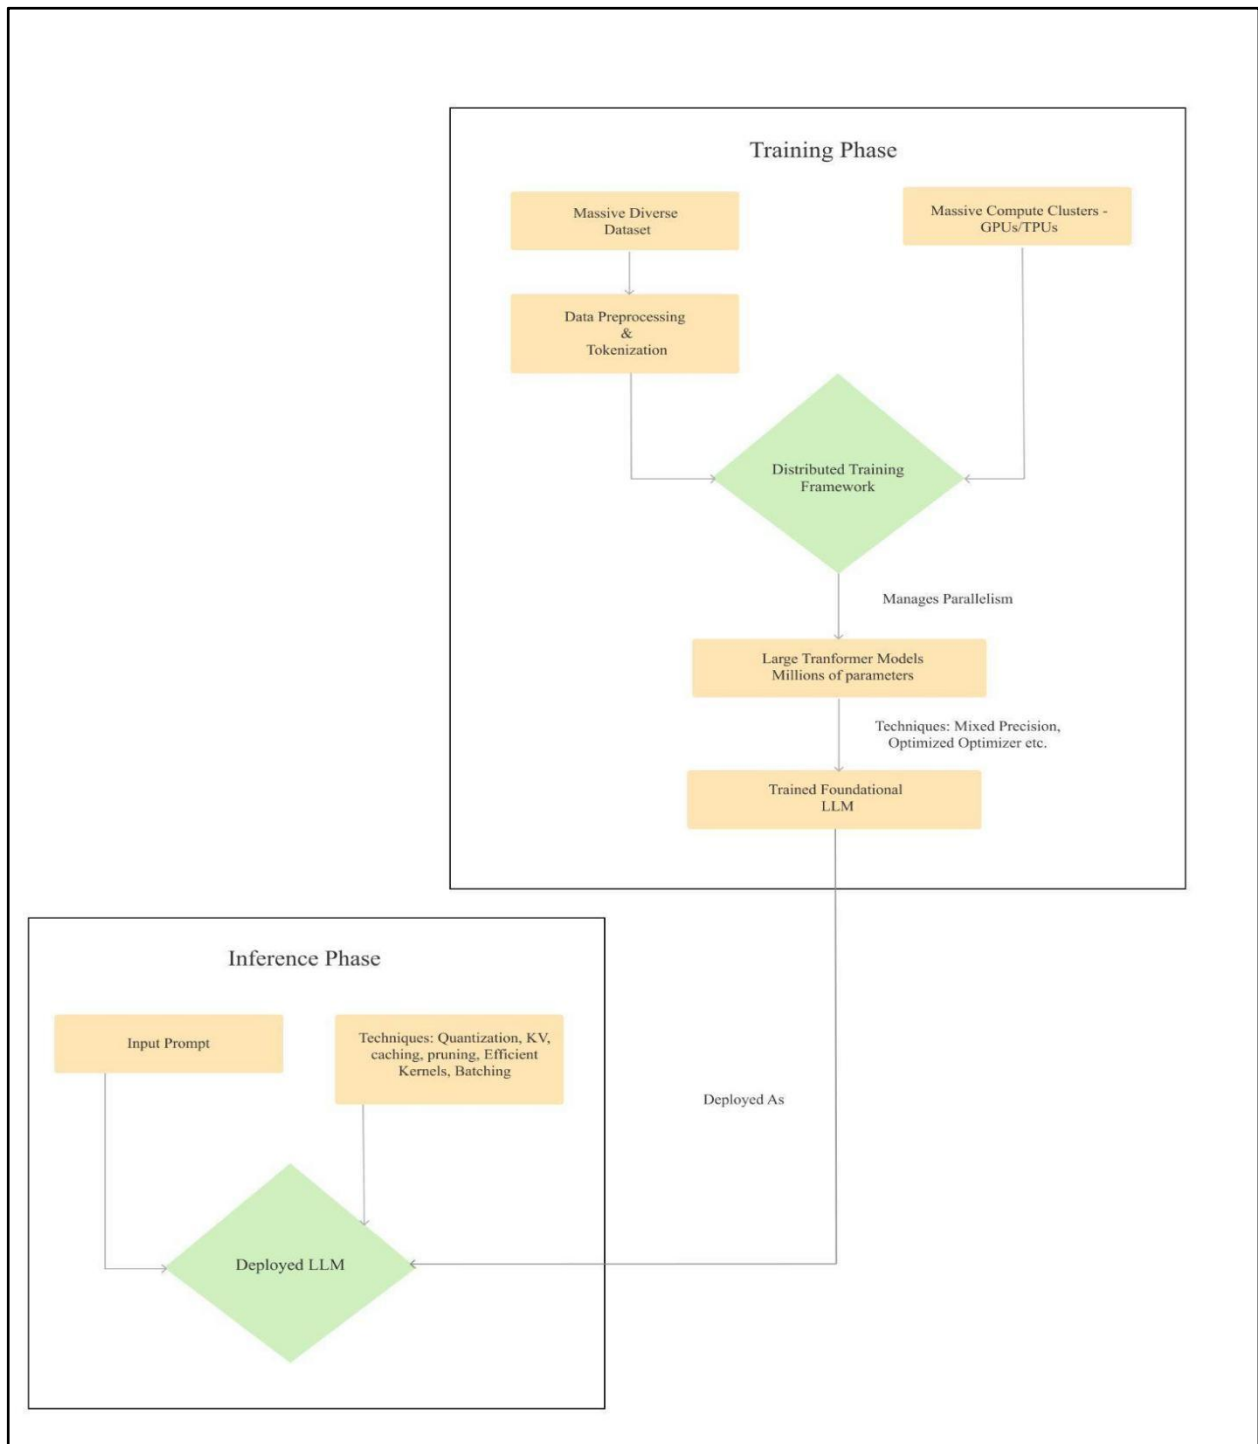 Training Phase
Massive Diverse
Dataset
Massive Compute Clusters -
GPUs/TPUs
Data Preprocessing
&
Tokenization
Distributed Training
Framework
Manages Parallelism
Large Tranformer Models
Millions of parameters
Techniques: Mixed Precision,
Optimized Optimizer etc.
Trained Foundational
LLM
Inference Phase
Input Prompt
Techniques: Quantization, KV,
caching, pruning, Efficient
Kernels, Batching
Deployed As
Deployed LLM